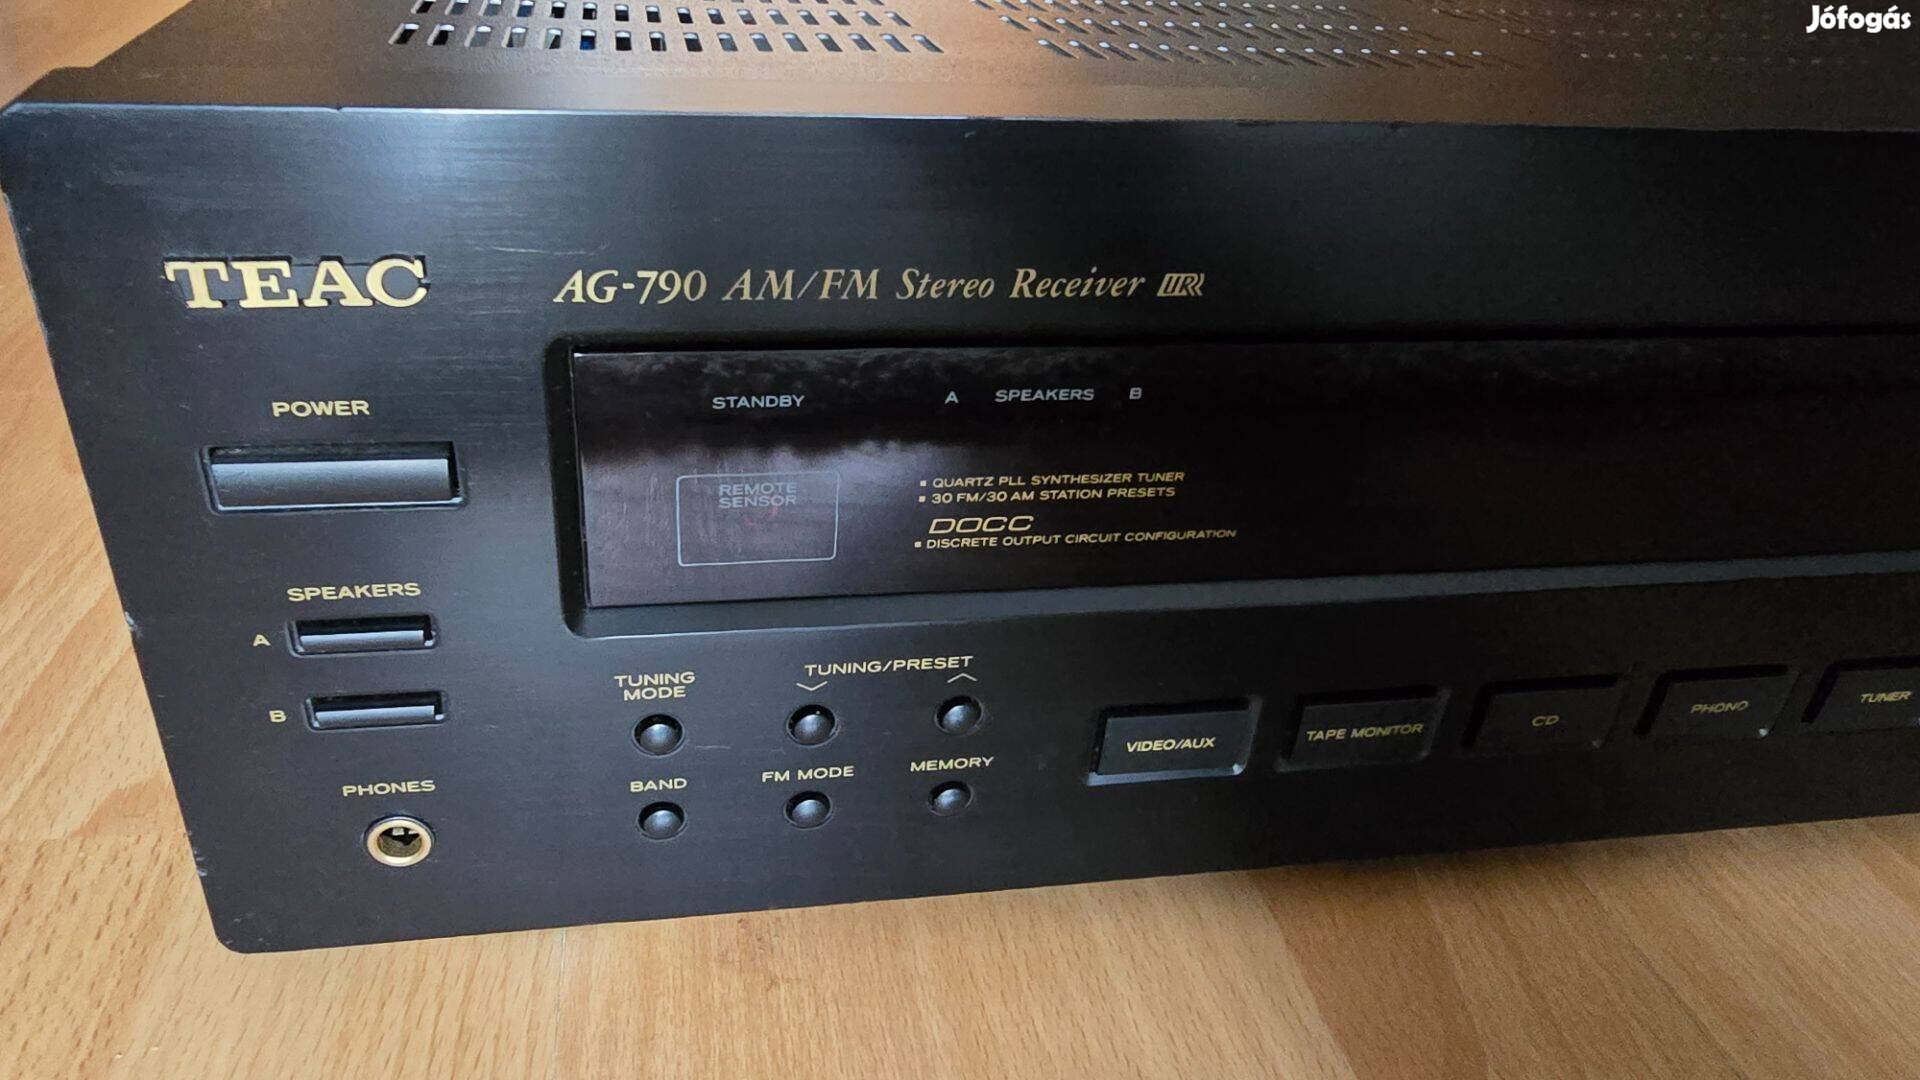 Jófogás
TEAC
AG-790 AM/FM Stereo Receiver UR
POWER
STANDBY
A SPEAKERS B
REMOTE
SENSOR
▪ QUARTZ PLL SYNTHESIZER TUNER
▪ 30 FM/30 AM STATION PRESETS
DOCC
▪ DISCRETE OUTPUT CIRCUIT CONFIGURATION
SPEAKERS
A
B
PHONES
TUNING
MODE
TUNING/PRESET
BAND
FM MODE
MEMORY
VIDEO/AUX
TAPE MONITOR
CD
PHONO
TUNER